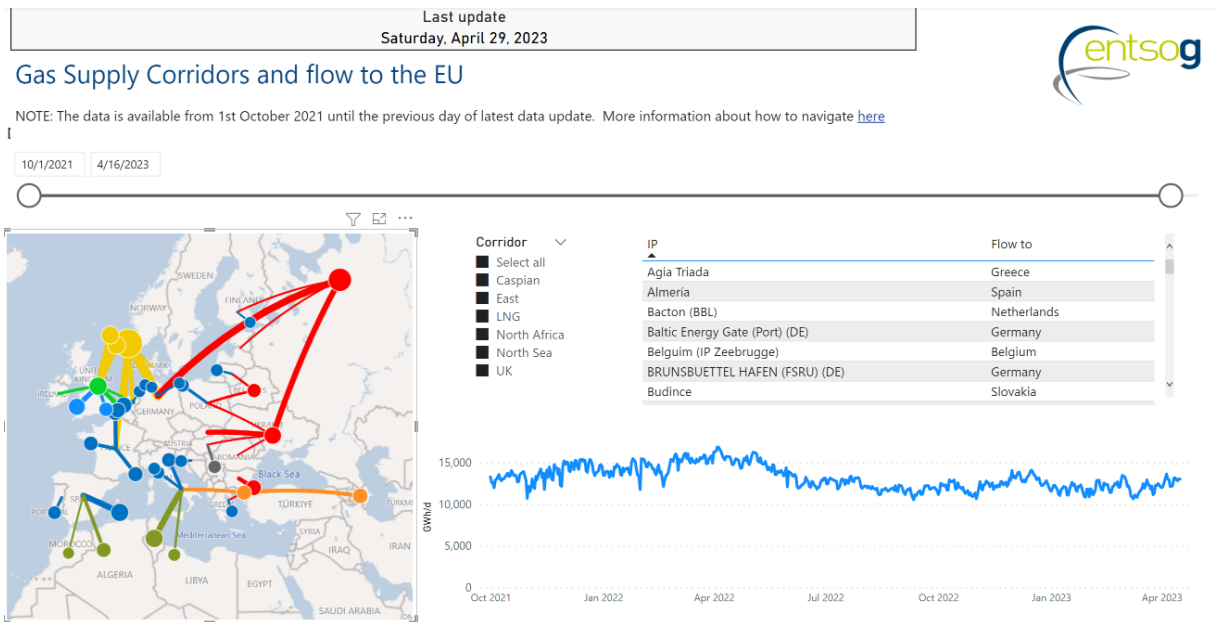 Last update
Saturday, April 29, 2023
entsog
Gas Supply Corridors and flow to the EU
NOTE: The data is available from 1st October 2021 until the previous day of latest data update. More information about how to navigate here
10/1/2021 4/16/2023
Corridor
Select all
Caspian
East
LNG
North Africa
North Sea
UK
IP Flow to
Agia Triada Greece
Almería Spain
Bacton (BBL) Netherlands
Baltic Energy Gate (Port) (DE) Germany
Belguim (IP Zeebrugge) Belgium
BRUNSBUETTEL HAFEN (FSRU) (DE) Germany
Budince Slovakia
SWEDEN
FINLAND
NORWAY
UNIT
KINGDOM
IRELAND
GERMANY
POLA
AUSTRIA
ROMANIA
Black Sea
TÜRKIYE
Mediterranean Sea
SYRIA
IRAQ
IRAN
MOROCCO
ALGERIA
LIBYA
EGYPT
SAUDI ARABIA
GWh/d
15,000
10,000
5,000
0
Oct 2021 Jan 2022 Apr 2022 Jul 2022 Oct 2022 Jan 2023 Apr 2023